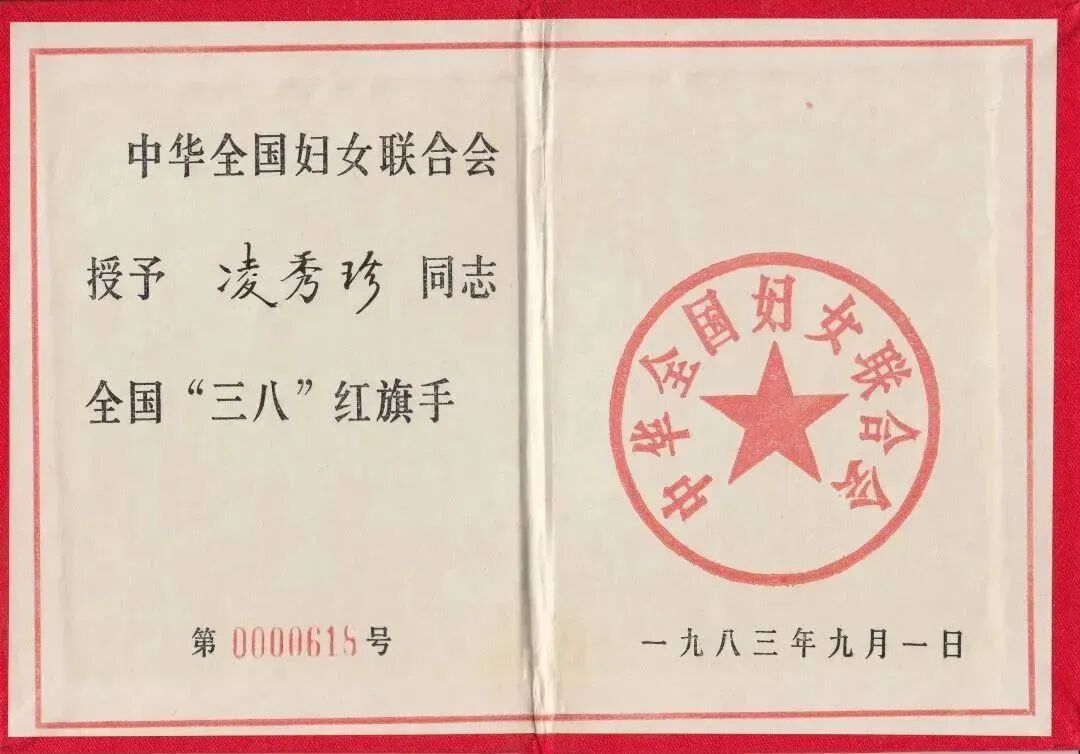 中华全国妇女联合会
授予 凌秀珍 同志
全国“三八”红旗手
第 0000618 号
中华全国妇女联合会
一九八三年九月一日